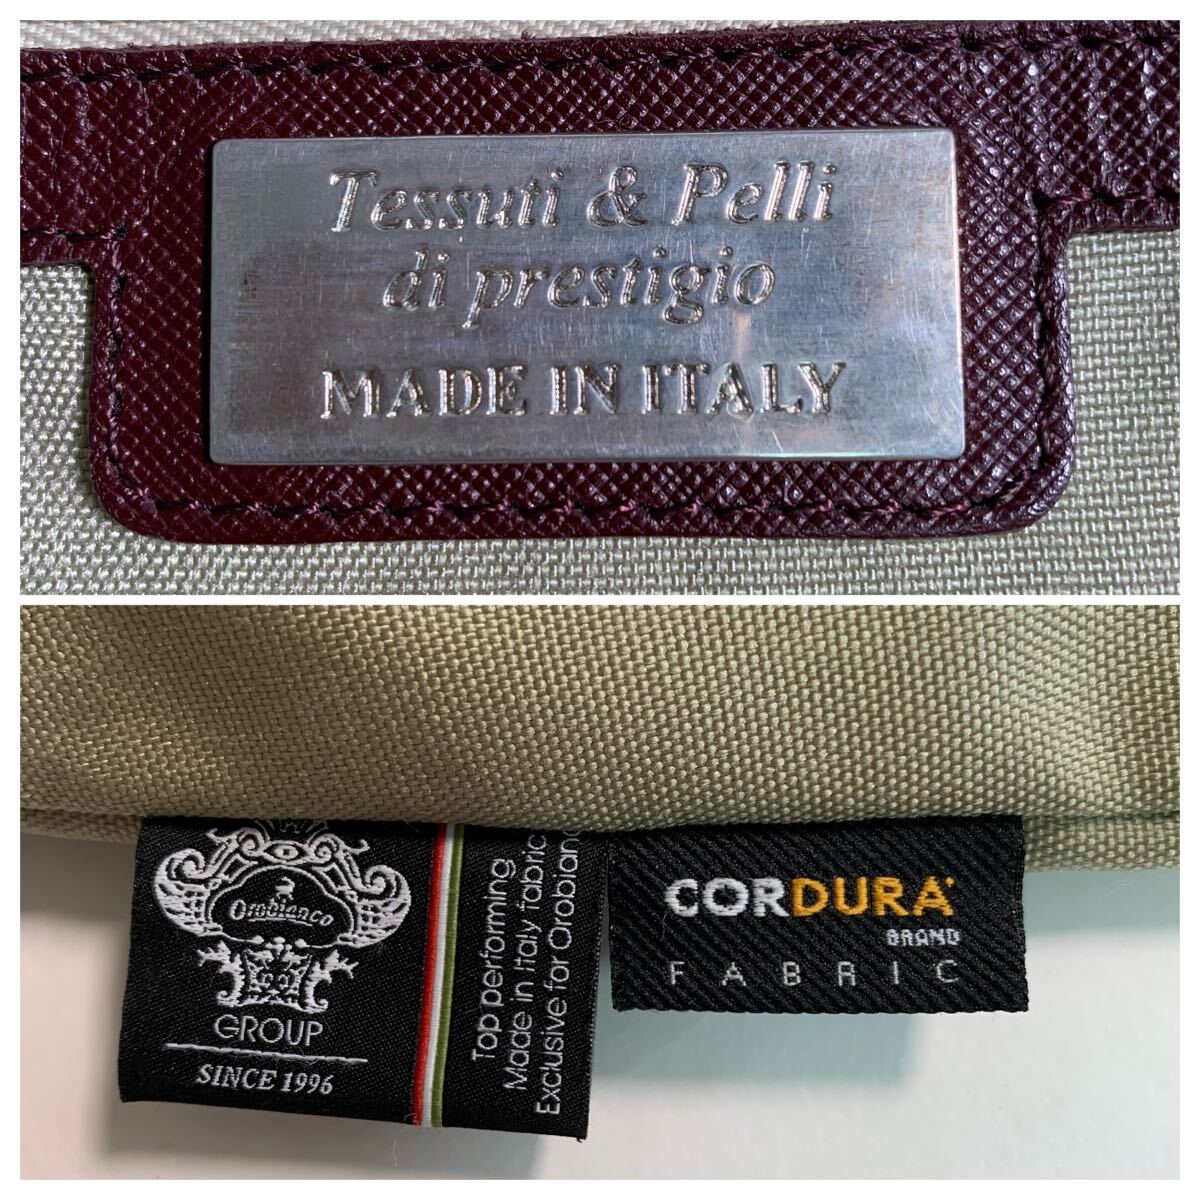 Tessuti & Pelli
di prestigio
MADE IN ITALY
Orobianco
GROUP
SINCE 1996
Top performing
Made in Italy fabric
Exclusive for Orobianco
CORDURA
BRAND
FABRIC